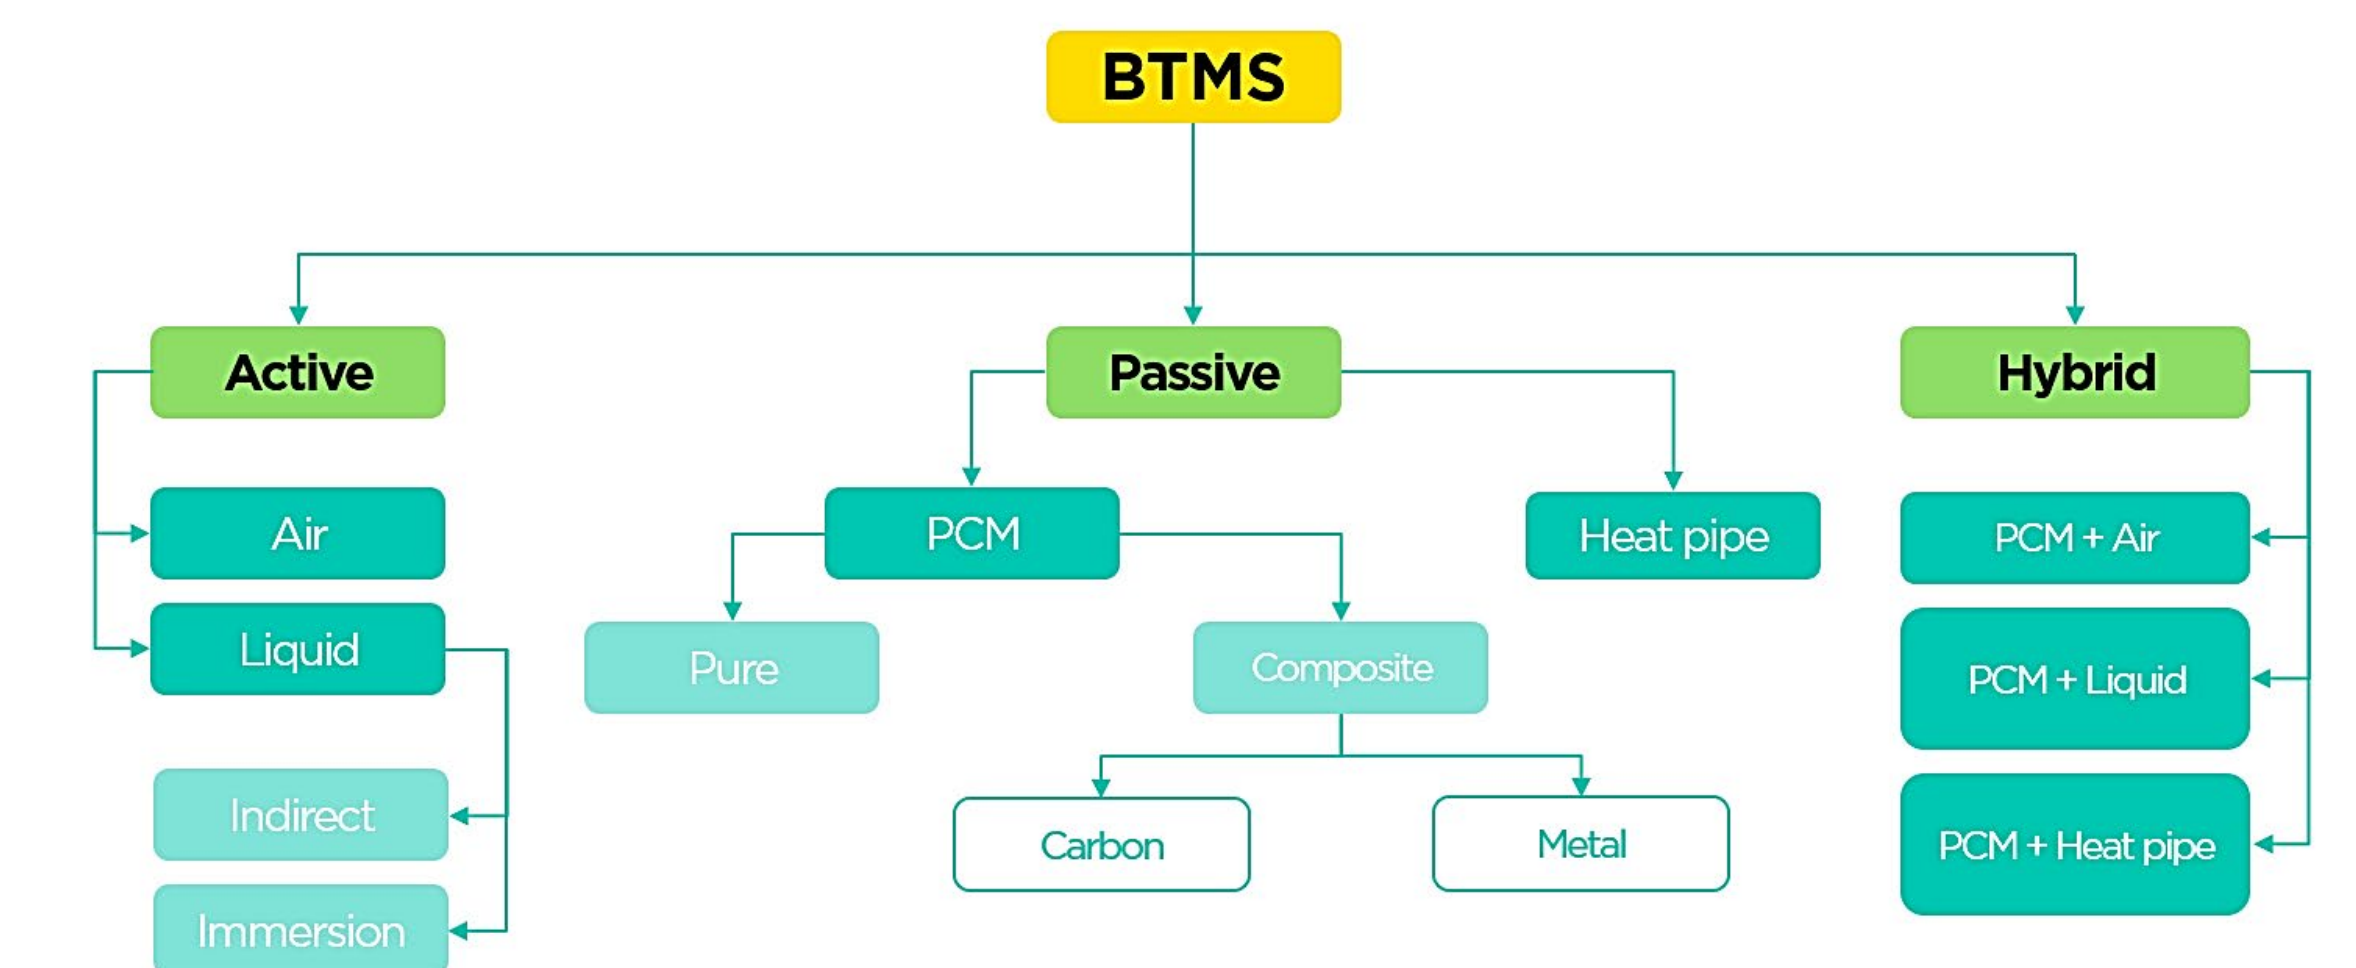 BTMS
Active
Passive
Hybrid
Air
PCM
Heat pipe
PCM + Air
Liquid
Pure
Composite
PCM + Liquid
Indirect
Carbon
Metal
PCM + Heat pipe
Immersion